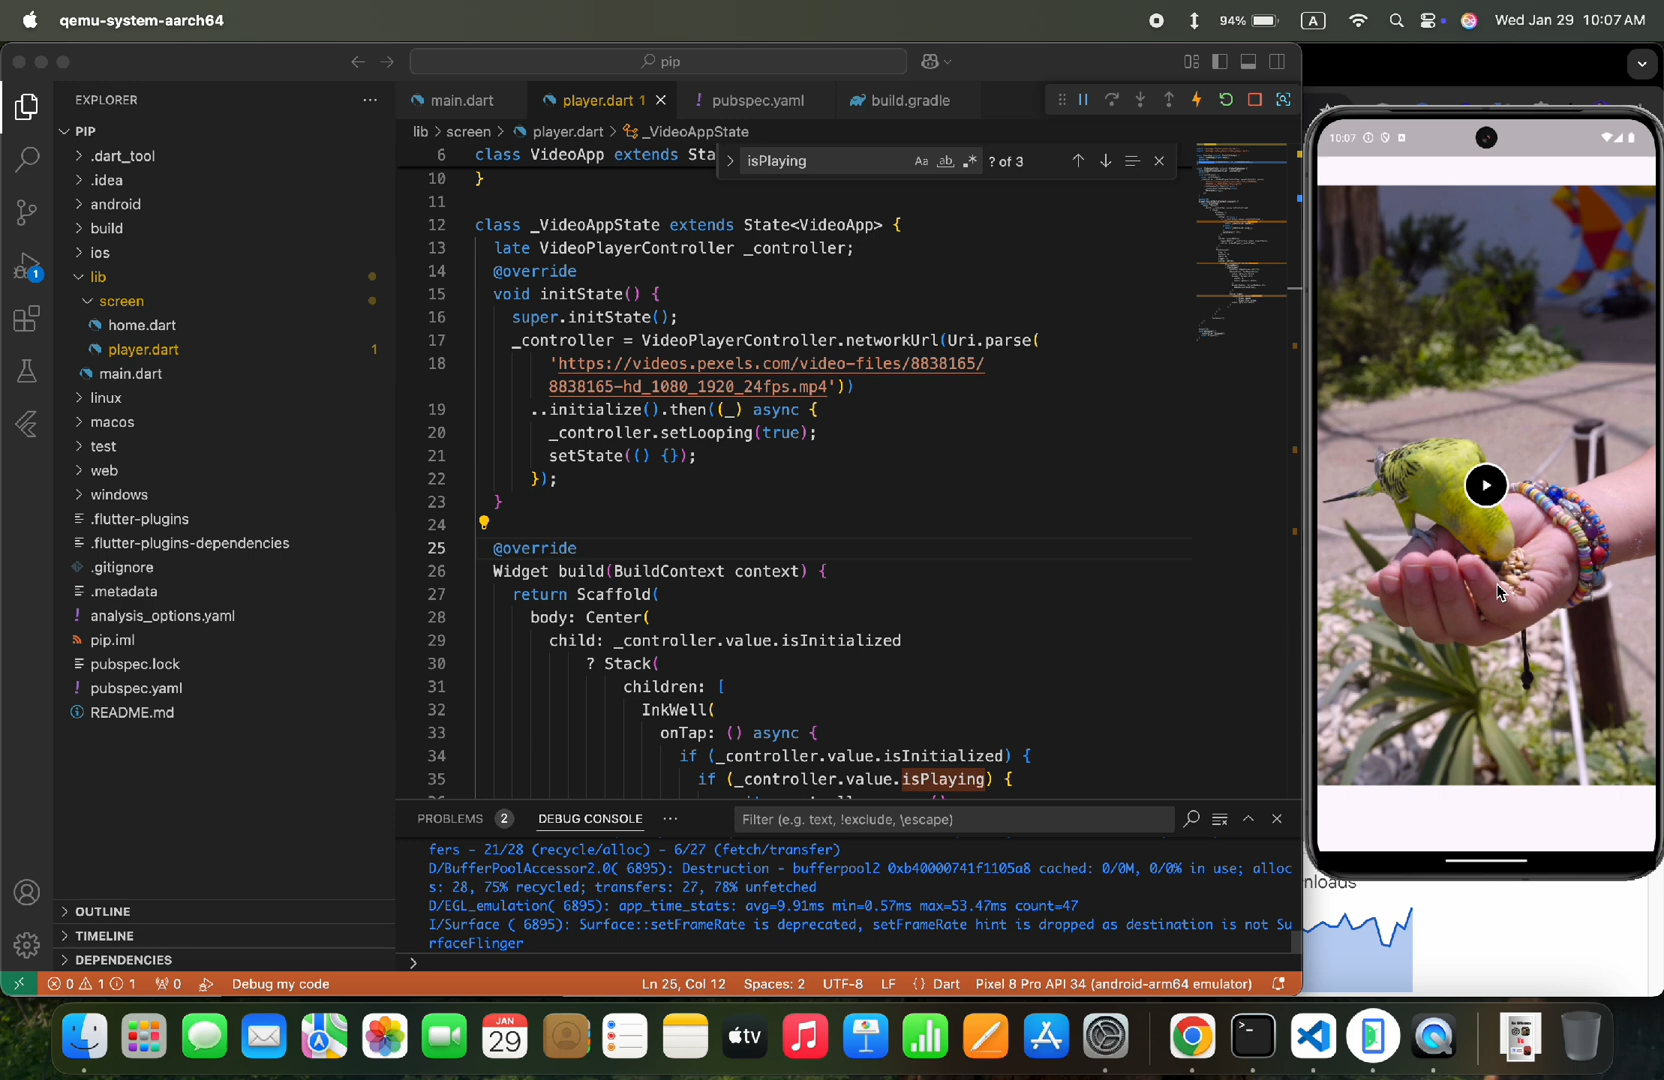 qemu-system-aarch64
94%
A
Wed Jan 29 10:07 AM
pip
EXPLORER
main.dart
player.dart 1
! pubspec.yaml
build.gradle
lib > screen > player.dart > _VideoAppState
PIP
.dart_tool
.idea
android
build
ios
lib
screen
home.dart
player.dart 1
main.dart
linux
macos
test
web
windows
.flutter-plugins
.flutter-plugins-dependencies
.gitignore
.metadata
! analysis_options.yaml
pip.iml
pubspec.lock
! pubspec.yaml
README.md
OUTLINE
TIMELINE
DEPENDENCIES
1
isPlaying Aa ab .* ? of 3
6 class VideoApp extends Sta
10 }
11
12 class _VideoAppState extends State<VideoApp> {
13 late VideoPlayerController _controller;
14 @override
15 void initState() {
16 super.initState();
17 _controller = VideoPlayerController.networkUrl(Uri.parse(
18 'https://videos.pexels.com/video-files/8838165/
8838165-hd_1080_1920_24fps.mp4'))
19 ..initialize().then((_) async {
20 _controller.setLooping(true);
21 setState(() {});
22 });
23 }
24
25 @override
26 Widget build(BuildContext context) {
27 return Scaffold(
28 body: Center(
29 child: _controller.value.isInitialized
30 ? Stack(
31 children: [
32 InkWell(
33 onTap: () async {
34 if (_controller.value.isInitialized) {
35 if (_controller.value.isPlaying) {
PROBLEMS 2 DEBUG CONSOLE
Filter (e.g. text, !exclude, \escape)
fers - 21/28 (recycle/alloc) - 6/27 (fetch/transfer)
D/BufferPoolAccessor2.0( 6895): Destruction - bufferpool2 0xb40000741f1105a8 cached: 0/0M, 0/0% in use; alloc
s: 28, 75% recycled; transfers: 27, 78% unfetched
D/EGL_emulation( 6895): app_time_stats: avg=9.91ms min=0.57ms max=53.47ms count=47
I/Surface ( 6895): Surface::setFrameRate is deprecated, setFrameRate hint is dropped as destination is not Su
rfaceFlinger
>
0 1 1 0 Debug my code
Ln 25, Col 12 Spaces: 2 UTF-8 LF {} Dart Pixel 8 Pro API 34 (android-arm64 emulator)
10:07
nloads
JAN
29
tv